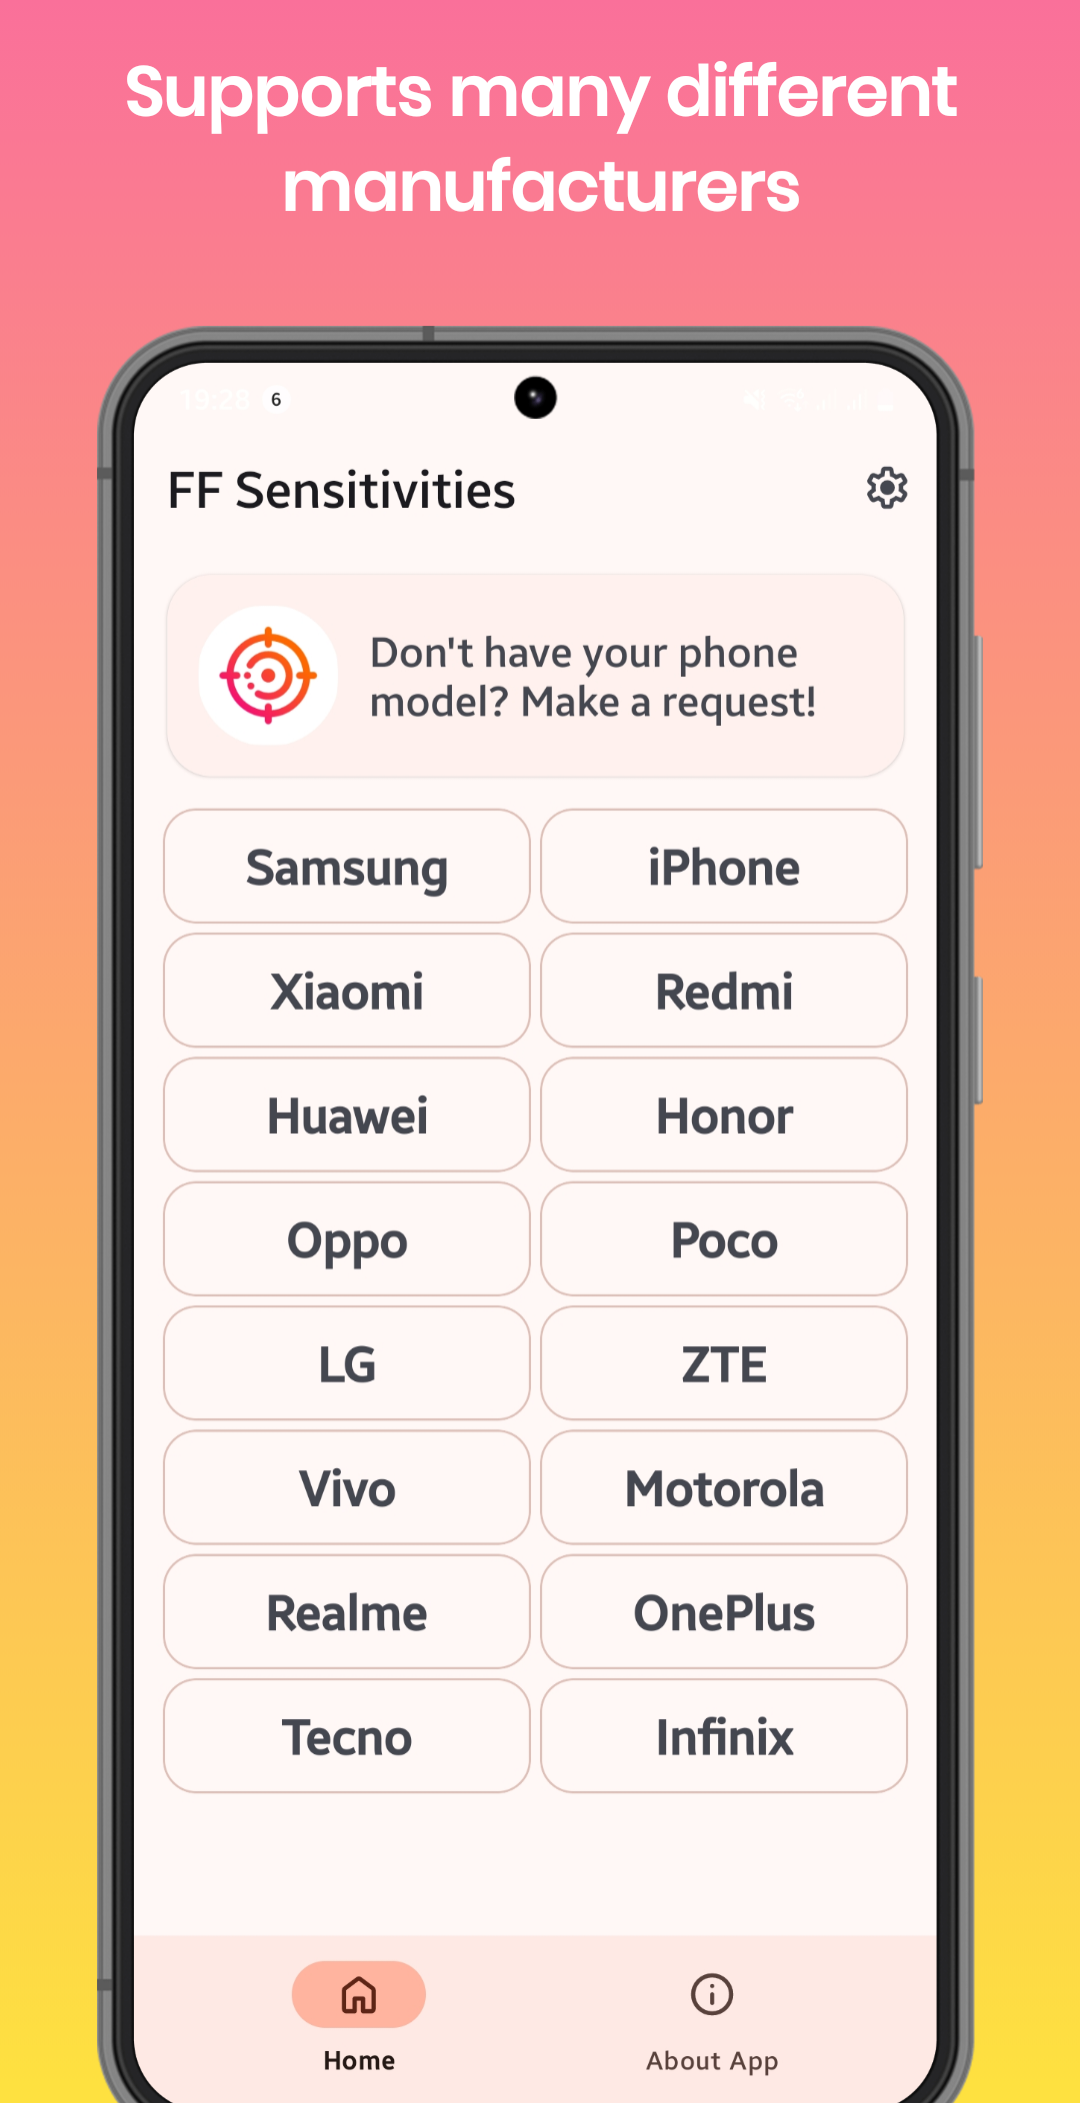 Supports many different
manufacturers
19:28 6
FF Sensitivities
Don't have your phone
model? Make a request!
Samsung
iPhone
Xiaomi
Redmi
Huawei
Honor
Oppo
Poco
LG
ZTE
Vivo
Motorola
Realme
OnePlus
Tecno
Infinix
Home
About App